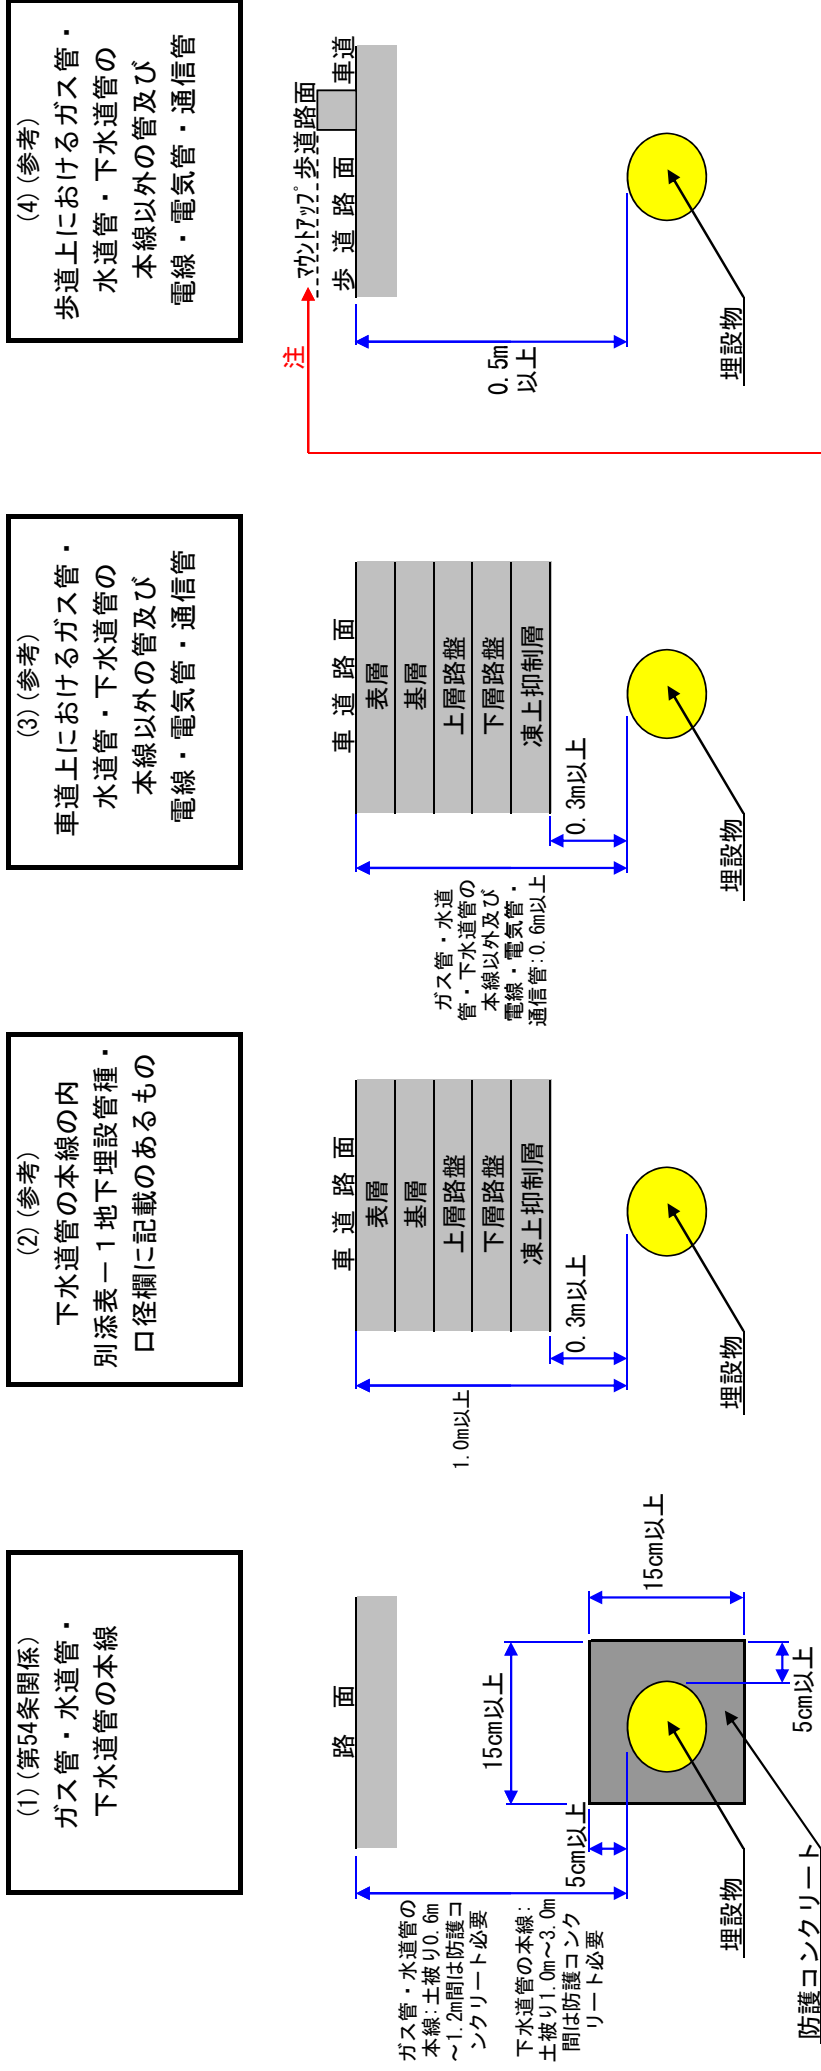 (1)(第54条関係)
ガス管・水道管・
下水道管の本線
路 面
ガス管・水道管の
本線:土被り0.6m
～1.2m間は防護コ
ンクリート必要
下水道管の本線:
土被り1.0m～3.0m
間は防護コンク
リート必要
15cm以上
5cm以上
15cm以上
5cm以上
埋設物
防護コンクリート
(2)(参考)
下水道管の本線の内
別添表－１地下埋設管種・
口径欄に記載のあるもの
車 道 路 面
表層
基層
上層路盤
下層路盤
凍上抑制層
1.0m以上
0.3m以上
埋設物
(3)(参考)
車道上におけるガス管・
水道管・下水道管の
本線以外の管及び
電線・電気管・通信管
車 道 路 面
表層
基層
上層路盤
下層路盤
凍上抑制層
ガス管・水道
管・下水道管の
本線以外及び
電線・電気管・
通信管:0.6m以上
0.3m以上
埋設物
(4)(参考)
歩道上におけるガス管・
水道管・下水道管の
本線以外の管及び
電線・電気管・通信管
注
マウントアップ歩道路面
歩 道 路 面
車道
0.5m
以上
埋設物